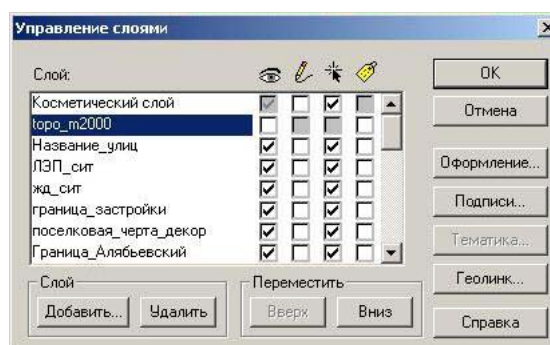 Управление слоями
Слой:
OK
Косметический слой
Отмена
topo_m2000
Название_улиц
ЛЭП_сит
Оформление...
жд_сит
граница_застройки
Подписи...
поселковая_черта_декор
Тематика...
Граница_Алябьевский
Слой
Переместить
Геолинк...
Добавить...
Удалить
Вверх
Вниз
Справка